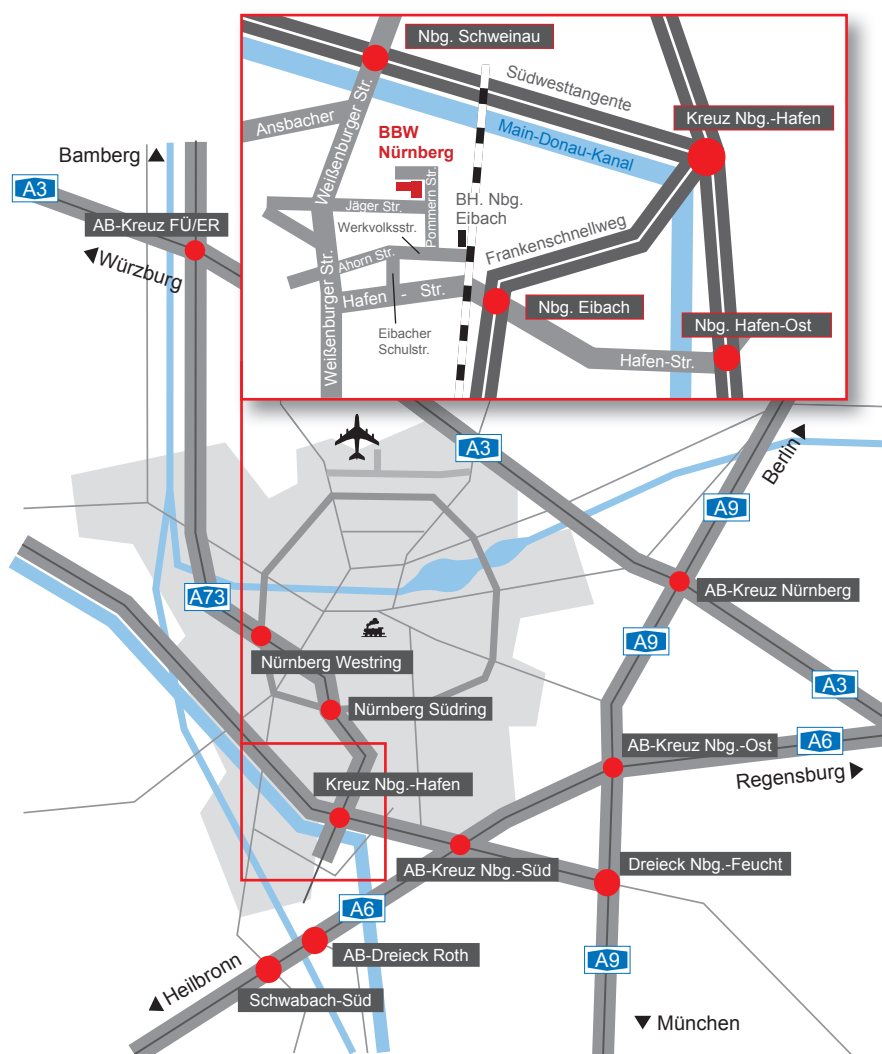 Nbg. Schweinau
Südwesttangente
Kreuz Nbg.-Hafen
Ansbacher
Weißenburger Str.
BBW
Nürnberg
Main-Donau-Kanal
Jäger Str.
Pommern Str.
BH. Nbg.
Eibach
Werkvolksstr.
Frankenschnellweg
Ahorn Str.
Weißenburger Str.
Hafen - Str.
Nbg. Eibach
Nbg. Hafen-Ost
Eibacher
Schulstr.
Hafen-Str.
Bamberg
A3
AB-Kreuz FÜ/ER
Würzburg
A3
Berlin
A9
AB-Kreuz Nürnberg
A73
A9
Nürnberg Westring
A3
Nürnberg Südring
AB-Kreuz Nbg.-Ost
A6
Regensburg
Kreuz Nbg.-Hafen
AB-Kreuz Nbg.-Süd
Dreieck Nbg.-Feucht
A6
AB-Dreieck Roth
A9
Heilbronn
Schwabach-Süd
München